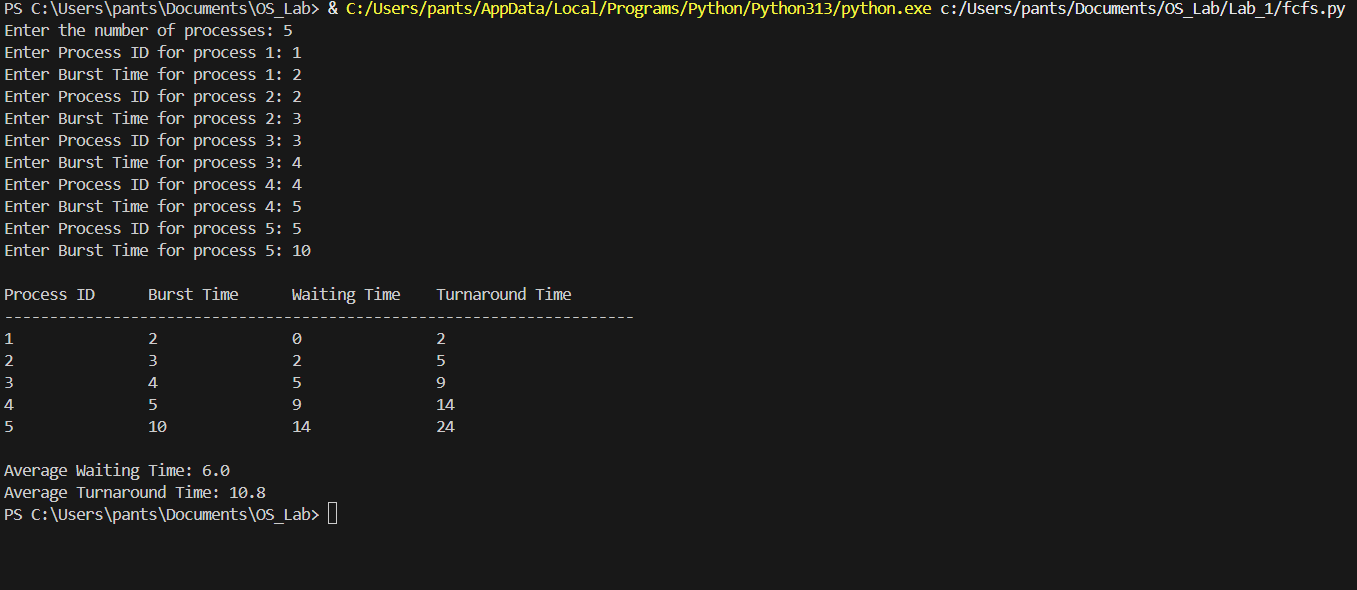 PS C:\Users\pants\Documents\OS_Lab> & C:/Users/pants/AppData/Local/Programs/Python/Python313/python.exe c:/Users/pants/Documents/OS_Lab/Lab_1/fcfs.py
Enter the number of processes: 5
Enter Process ID for process 1: 1
Enter Burst Time for process 1: 2
Enter Process ID for process 2: 2
Enter Burst Time for process 2: 3
Enter Process ID for process 3: 3
Enter Burst Time for process 3: 4
Enter Process ID for process 4: 4
Enter Burst Time for process 4: 5
Enter Process ID for process 5: 5
Enter Burst Time for process 5: 10
Process ID      Burst Time      Waiting Time    Turnaround Time
----------------------------------------------------------------------
1               2               0               2
2               3               2               5
3               4               5               9
4               5               9               14
5               10              14              24
Average Waiting Time: 6.0
Average Turnaround Time: 10.8
PS C:\Users\pants\Documents\OS_Lab>